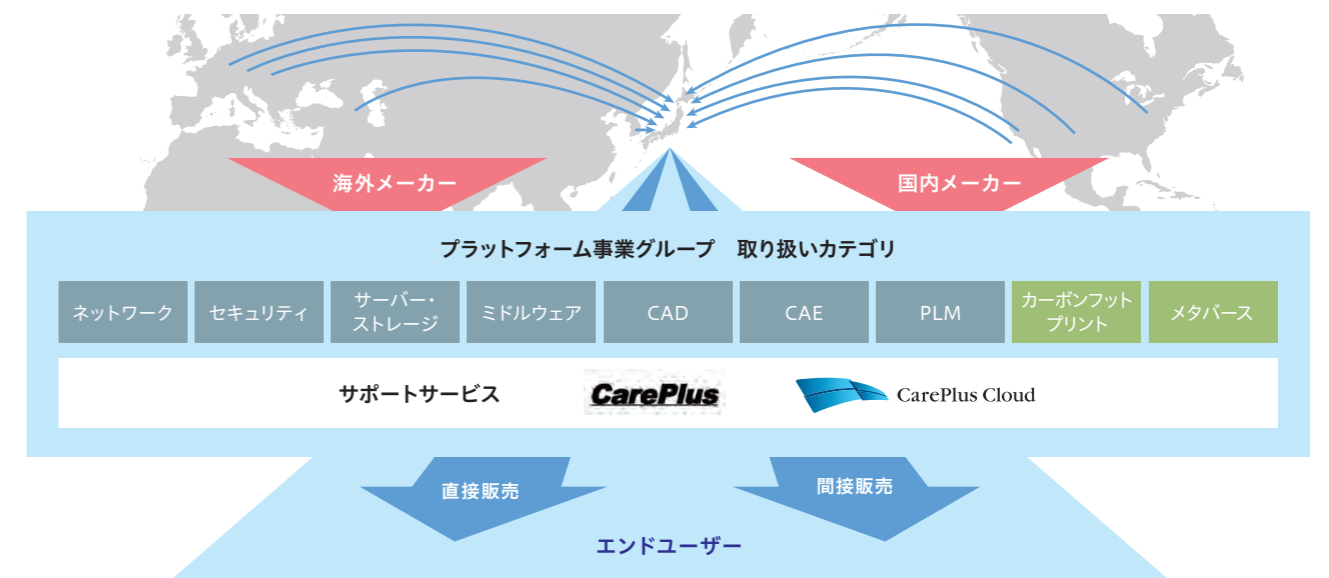 海外メーカー
国内メーカー
プラットフォーム事業グループ　取り扱いカテゴリ
ネットワーク
セキュリティ
サーバー・
ストレージ
ミドルウェア
CAD
CAE
PLM
カーボンフット
プリント
メタバース
サポートサービス
CarePlus
CarePlus Cloud
直接販売
間接販売
エンドユーザー